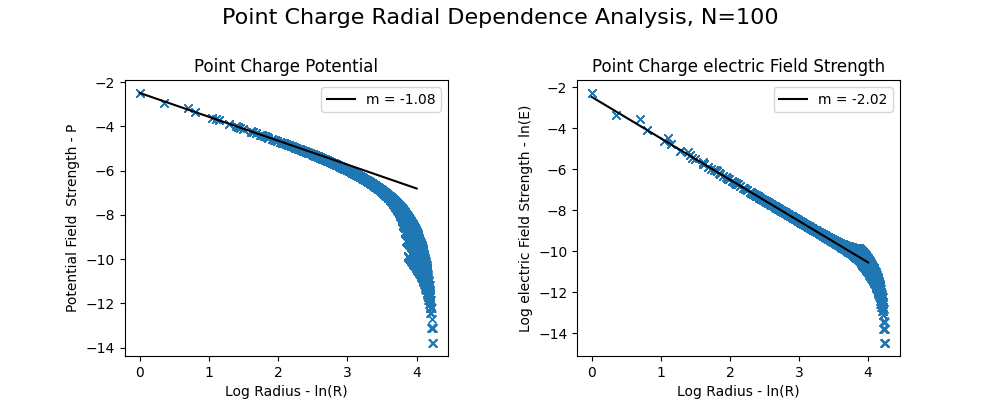 Point Charge Radial Dependence Analysis, N=100
Point Charge Potential
m = -1.08
Potential Field  Strength - P
−2
−4
−6
−8
−10
−12
−14
0 1 2 3 4
Log Radius - ln(R)
Point Charge electric Field Strength
m = -2.02
Log electric Field Strength - ln(E)
−2
−4
−6
−8
−10
−12
−14
0 1 2 3 4
Log Radius - ln(R)